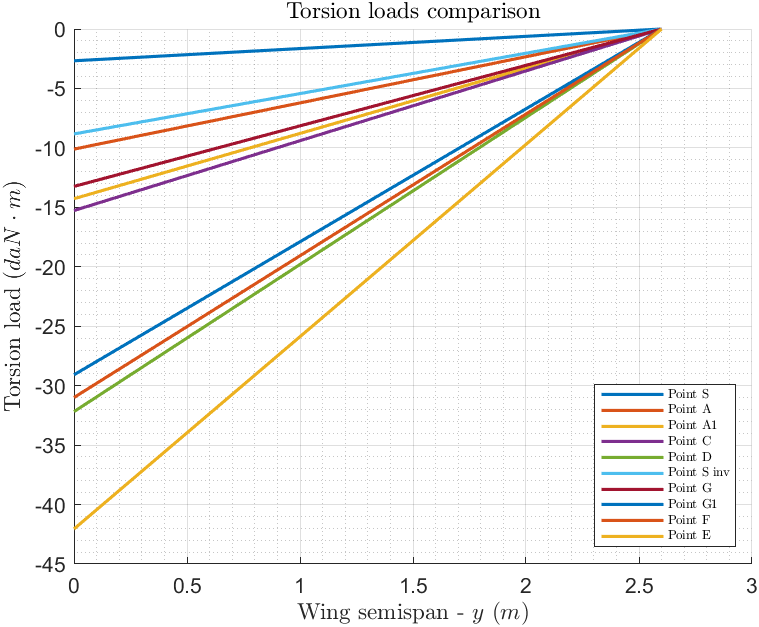 Torsion loads comparison
Torsion load (daN · m)
0
-5
-10
-15
-20
-25
-30
-35
-40
-45
0 0.5 1 1.5 2 2.5 3
Wing semispan - y (m)
Point S
Point A
Point A1
Point C
Point D
Point S inv
Point G
Point G1
Point F
Point E